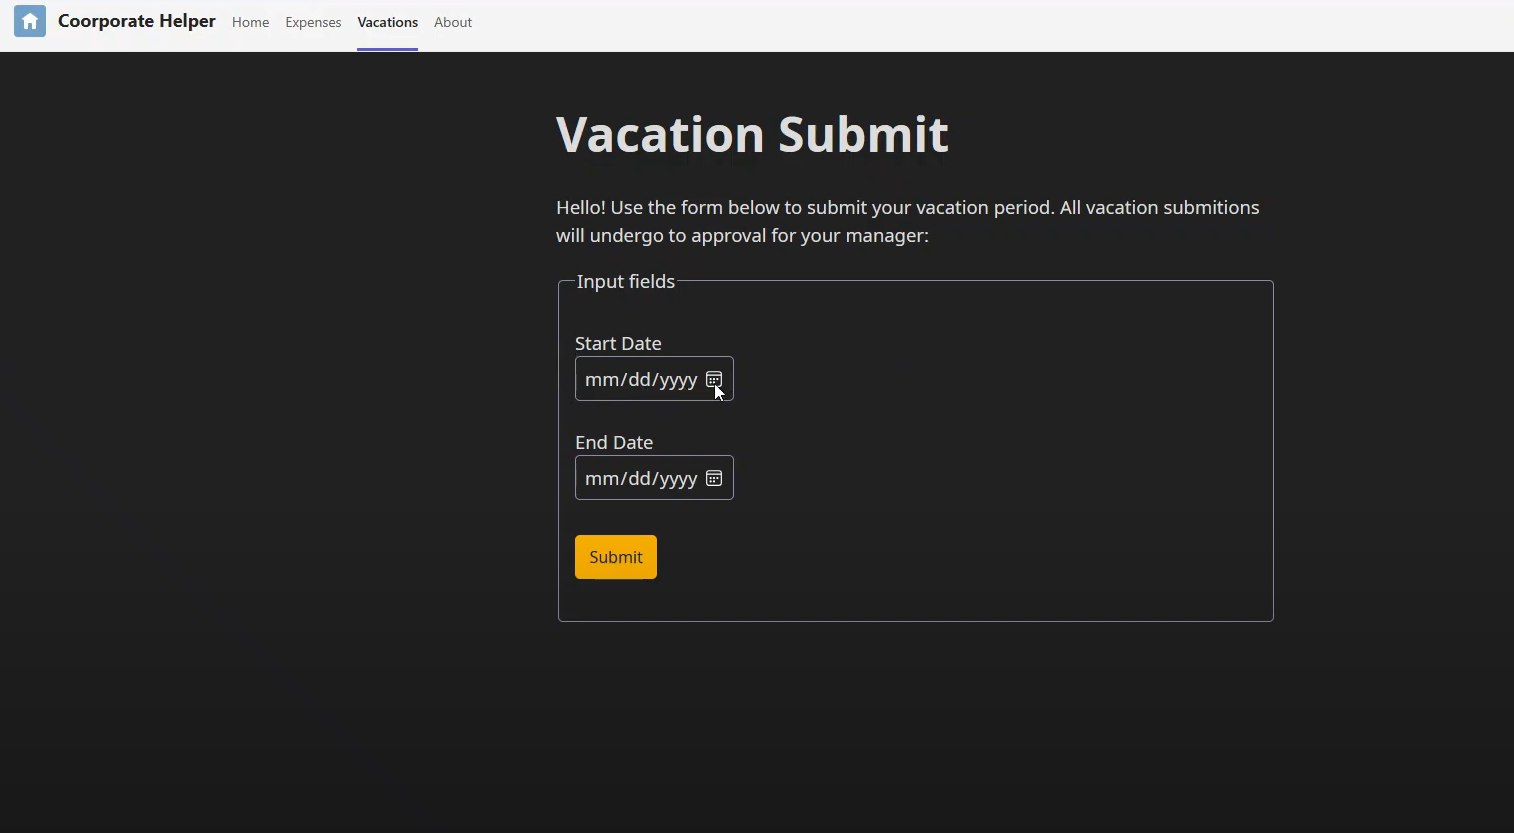 Coorporate Helper Home Expenses Vacations About
Vacation Submit
Hello! Use the form below to submit your vacation period. All vacation submitions
will undergo to approval for your manager:
Input fields
Start Date
mm/dd/yyyy
End Date
mm/dd/yyyy
Submit